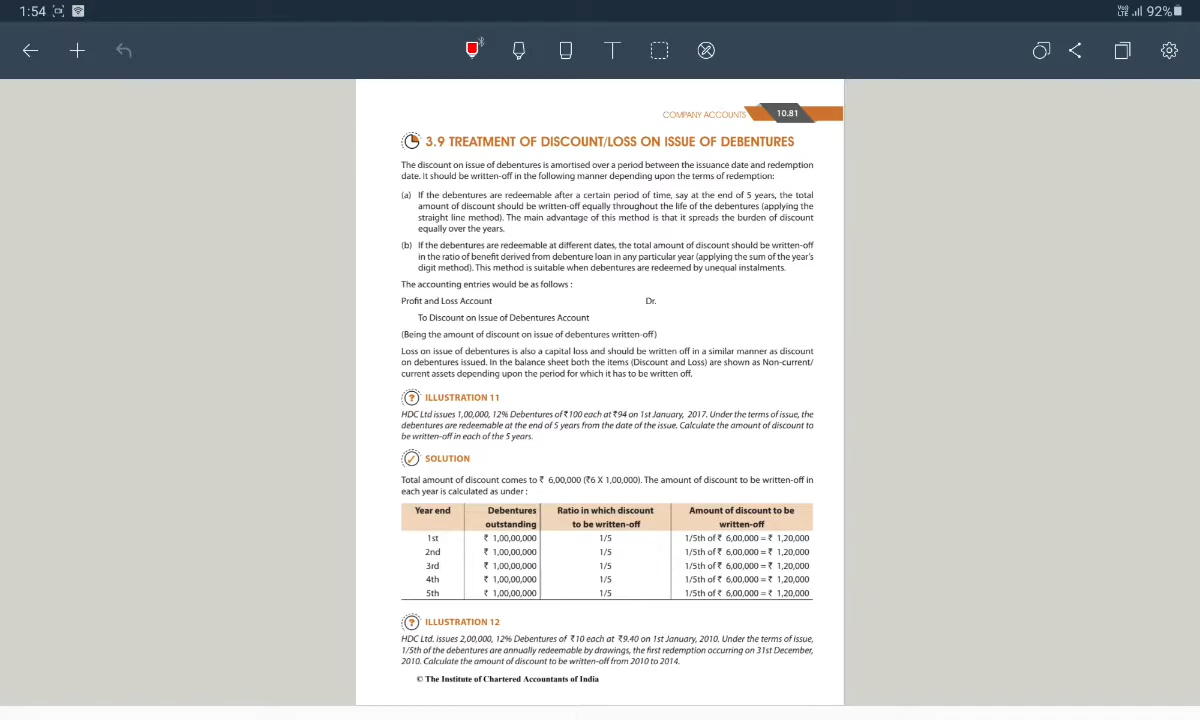 1:54
Vo)) LTE 92%
COMPANY ACCOUNTS 10.81
3.9 TREATMENT OF DISCOUNT/LOSS ON ISSUE OF DEBENTURES
The discount on issue of debentures is amortised over a period between the issuance date and redemption
date. It should be written-off in the following manner depending upon the terms of redemption:
(a) If the debentures are redeemable after a certain period of time, say at the end of 5 years, the total
amount of discount should be written-off equally throughout the life of the debentures (applying the
straight line method). The main advantage of this method is that it spreads the burden of discount
equally over the years.
(b) If the debentures are redeemable at different dates, the total amount of discount should be written-off
in the ratio of benefit derived from debenture loan in any particular year (applying the sum of the year's
digit method). This method is suitable when debentures are redeemed by unequal instalments.
The accounting entries would be as follows :
Profit and Loss Account Dr.
To Discount on Issue of Debentures Account
(Being the amount of discount on issue of debentures written-off)
Loss on issue of debentures is also a capital loss and should be written off in a similar manner as discount
on debentures issued. In the balance sheet both the items (Discount and Loss) are shown as Non-current/
current assets depending upon the period for which it has to be written off.
? ILLUSTRATION 11
HDC Ltd issues 1,00,000, 12% Debentures of ₹100 each at ₹94 on 1st January, 2017. Under the terms of issue, the
debentures are redeemable at the end of 5 years from the date of the issue. Calculate the amount of discount to
be written-off in each of the 5 years.
SOLUTION
Total amount of discount comes to ₹ 6,00,000 (₹6 X 1,00,000). The amount of discount to be written-off in
each year is calculated as under :
Year end Debentures Ratio in which discount Amount of discount to be
outstanding to be written-off written-off
1st ₹ 1,00,00,000 1/5 1/5th of ₹ 6,00,000 = ₹ 1,20,000
2nd ₹ 1,00,00,000 1/5 1/5th of ₹ 6,00,000 = ₹ 1,20,000
3rd ₹ 1,00,00,000 1/5 1/5th of ₹ 6,00,000 = ₹ 1,20,000
4th ₹ 1,00,00,000 1/5 1/5th of ₹ 6,00,000 = ₹ 1,20,000
5th ₹ 1,00,00,000 1/5 1/5th of ₹ 6,00,000 = ₹ 1,20,000
? ILLUSTRATION 12
HDC Ltd. issues 2,00,000, 12% Debentures of ₹10 each at ₹9.40 on 1st January, 2010. Under the terms of issue,
1/5th of the debentures are annually redeemable by drawings, the first redemption occurring on 31st December,
2010. Calculate the amount of discount to be written-off from 2010 to 2014.
© The Institute of Chartered Accountants of India